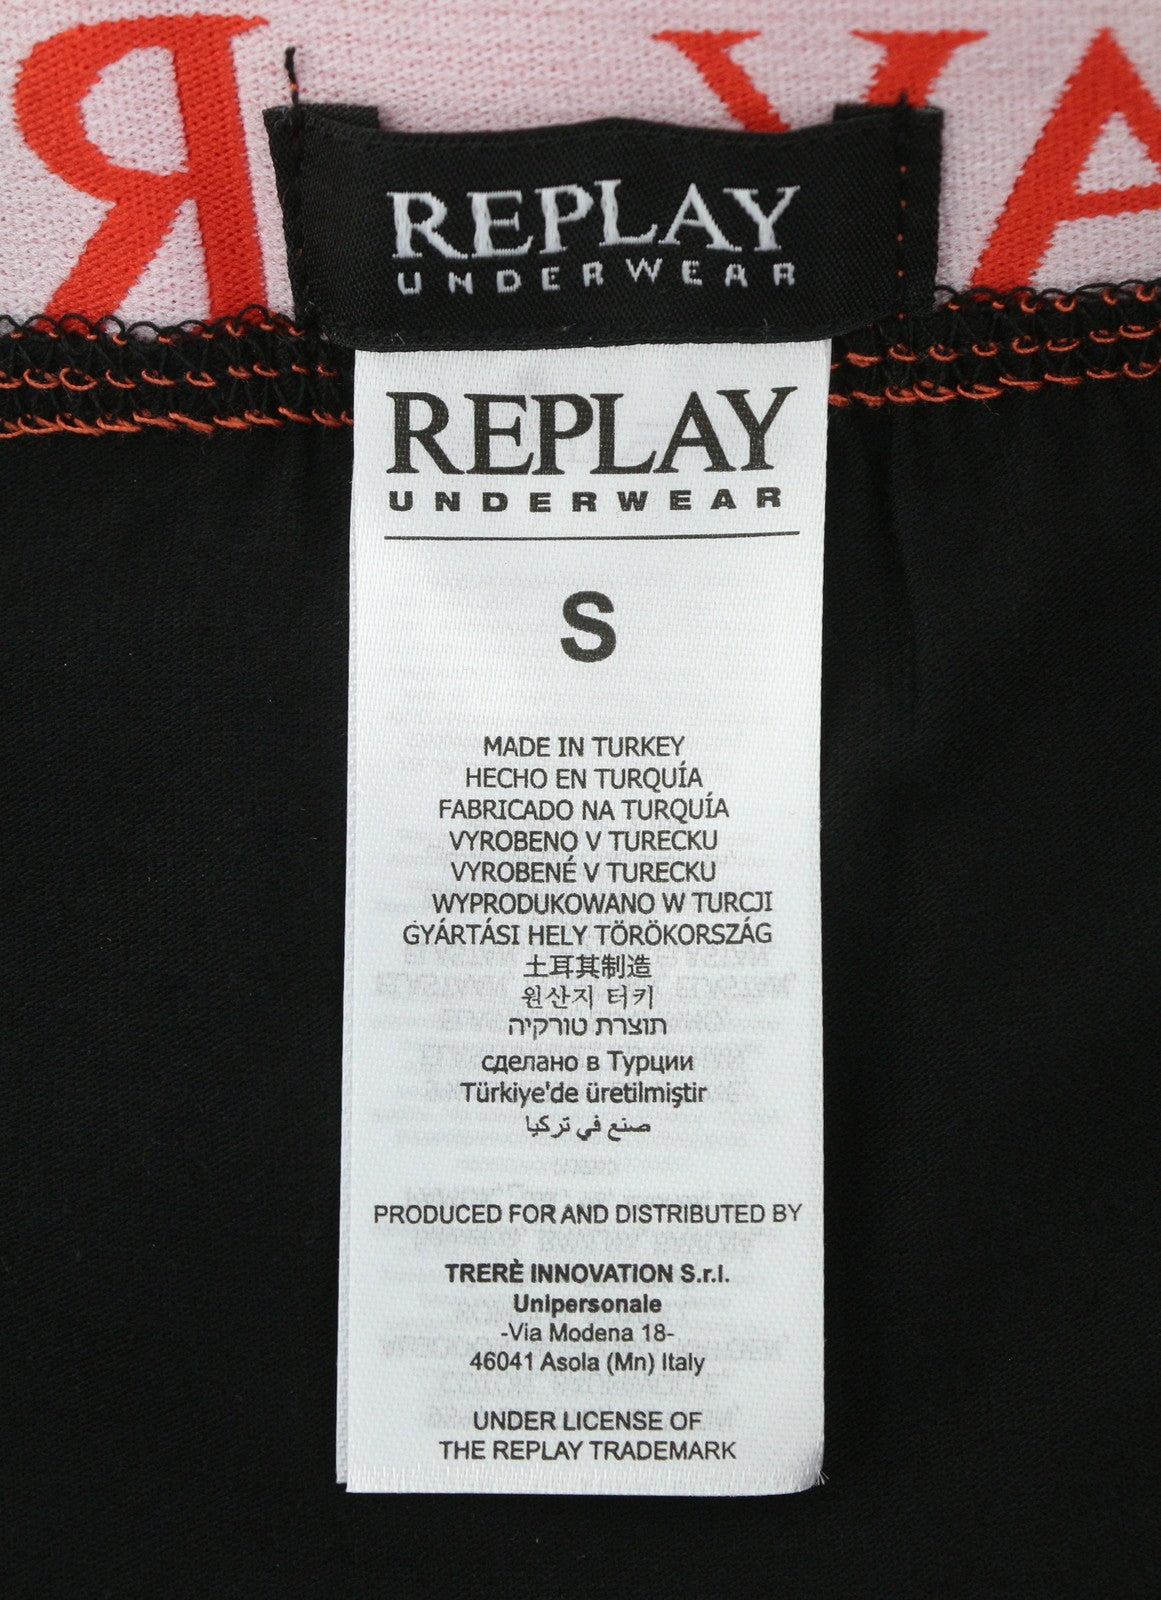 REPLAY
UNDERWEAR
REPLAY
UNDERWEAR
S
MADE IN TURKEY
HECHO EN TURQUÍA
FABRICADO NA TURQUÍA
VYROBENO V TURECKU
VYROBENÉ V TURECKU
WYPRODUKOWANO W TURCJI
GYÁRTÁSI HELY TÖRÖKORSZÁG
土耳其制造
원산지 터키
תוצרת טורקיה
сделано в Турции
Türkiye'de üretilmiştir
صنع في تركيا
PRODUCED FOR AND DISTRIBUTED BY
TRERÈ INNOVATION S.r.l.
Unipersonale
-Via Modena 18-
46041 Asola (Mn) Italy
UNDER LICENSE OF
THE REPLAY TRADEMARK